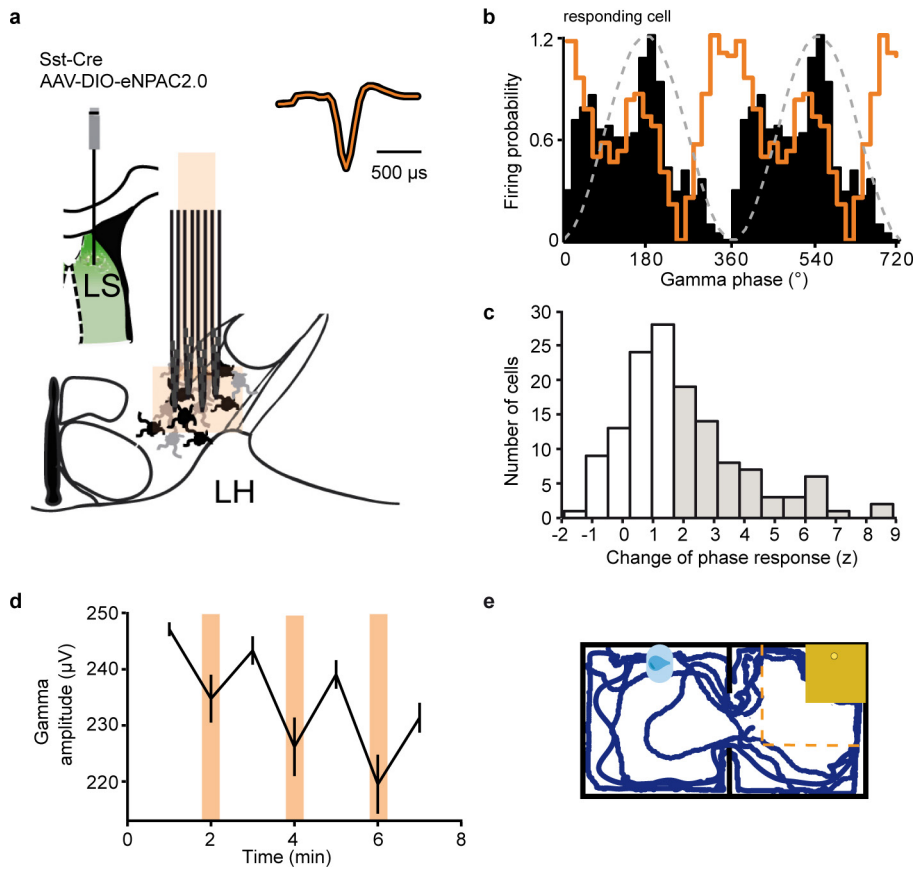 a
Sst-Cre
AAV-DIO-eNPAC2.0
500 µs
LS
LH
b
responding cell
Firing probability
1.2
0.6
0
0 180 360 540 720
Gamma phase (°)
c
Number of cells
30
25
20
15
10
5
0
-2 -1 0 1 2 3 4 5 6 7 8 9
Change of phase response (z)
d
Gamma
amplitude (µV)
250
240
230
220
0 2 4 6 8
Time (min)
e